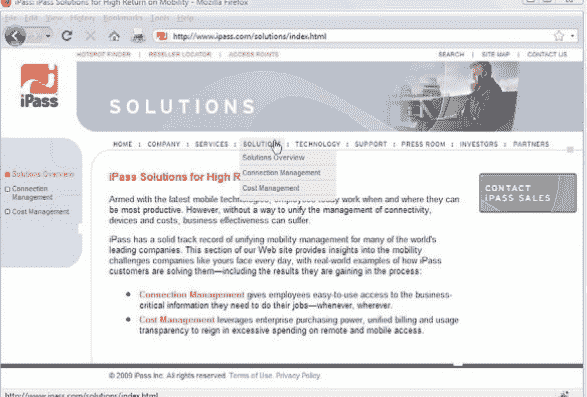 iPass: iPass Solutions for High Return on Mobility - Mozilla Firefox
File Edit View History Bookmarks Tools Help
http://www.ipass.com/solutions/index.html
HOTSPOT FINDER | RESELLER LOCATOR | ACCESS POINTS SEARCH | SITE MAP | CONTACT US
iPass
SOLUTIONS
HOME : COMPANY : SERVICES : SOLUTIONS : TECHNOLOGY : SUPPORT : PRESS ROOM : INVESTORS : PARTNERS
Solutions Overview
Connection Management
Cost Management
Solutions Overview
Connection
Management
Cost Management
iPass Solutions for High R
CONTACT
iPASS SALES
Armed with the latest mobile technologies, employees today work when and where they can
be most productive. However, without a way to unify the management of connectivity,
devices and costs, business effectiveness can suffer.
iPass has a solid track record of unifying mobility management for many of the world's
leading companies. This section of our Web site provides insights into the mobility
challenges companies like yours face every day, with real-world examples of how iPass
customers are solving them—including the results they are gaining in the process:
• Connection Management gives employees easy-to-use access to the business-
critical information they need to do their jobs—whenever, wherever.
• Cost Management leverages enterprise purchasing power, unified billing and usage
transparency to reign in excessive spending on remote and mobile access.
© 2009 iPass Inc. All rights reserved. Terms of Use. Privacy Policy
http://www.ipass.com/solutions/index.html